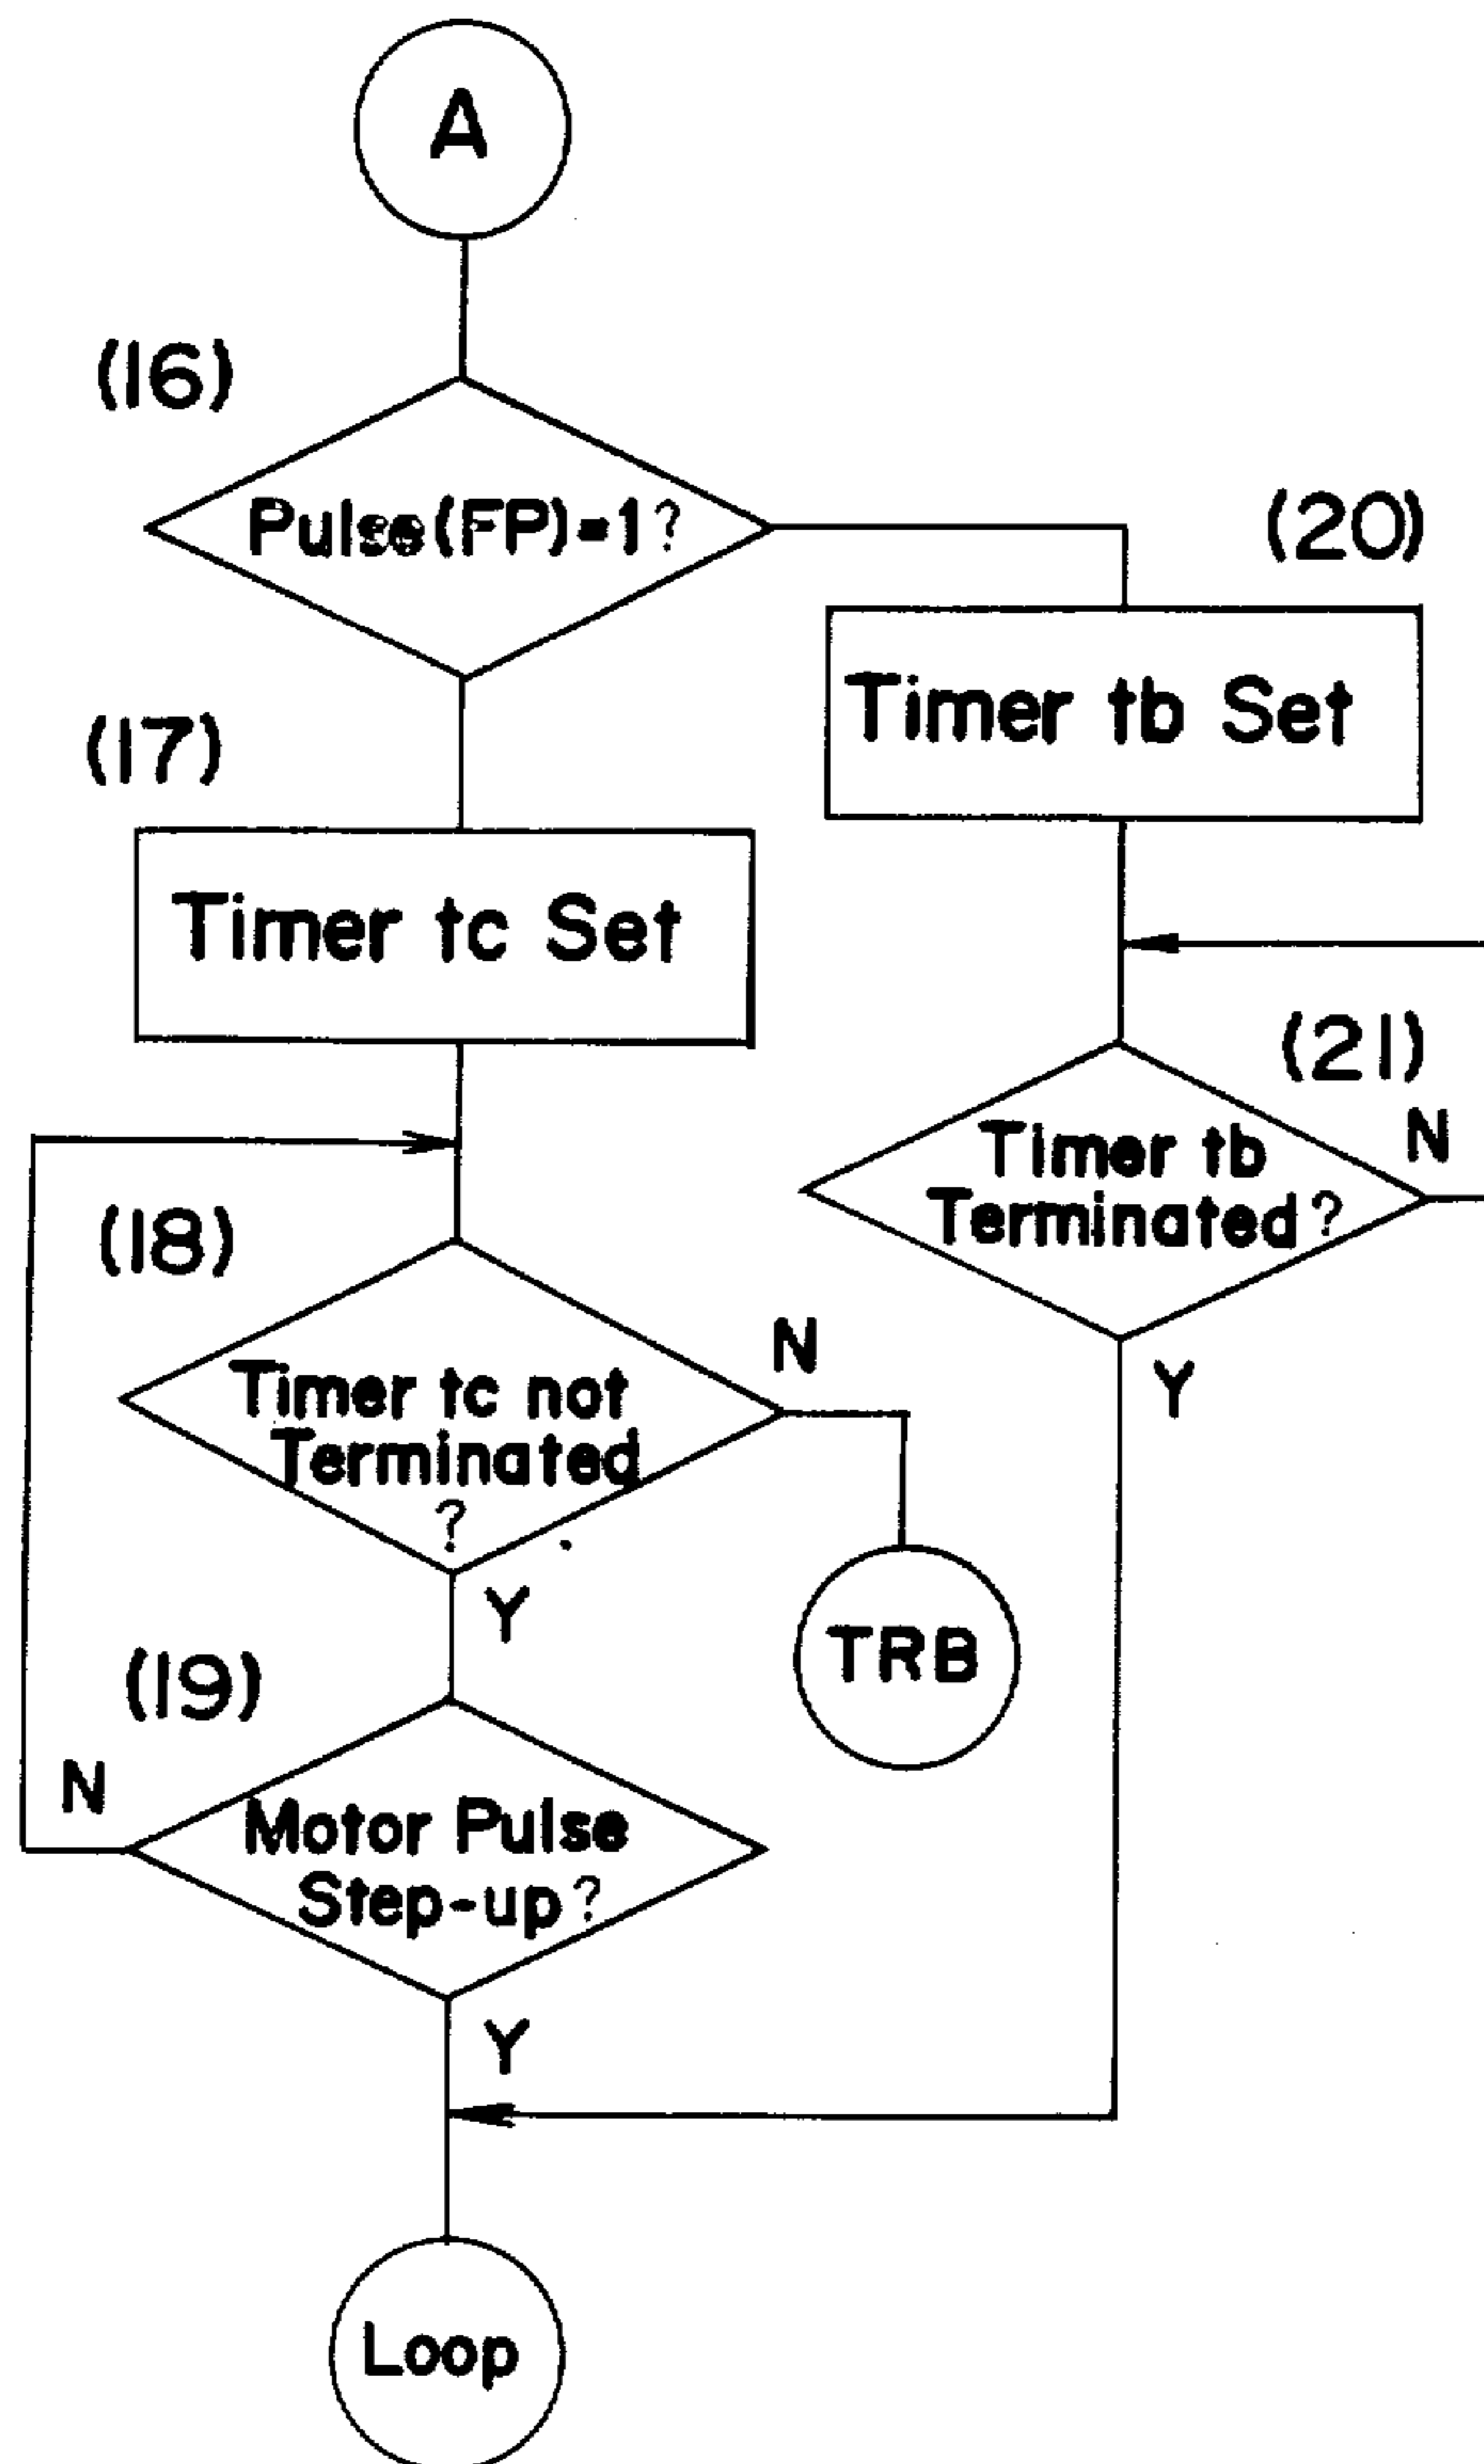 A
(16)
Pulse(FP)=1?
(20)
Timer tb Set
(17)
Timer tc Set
(21)
Timer tb
Terminated?
N
Y
(18)
Timer tc not
Terminated
?
N
Y
TRB
(19)
N
Motor Pulse
Step-up?
Y
Loop